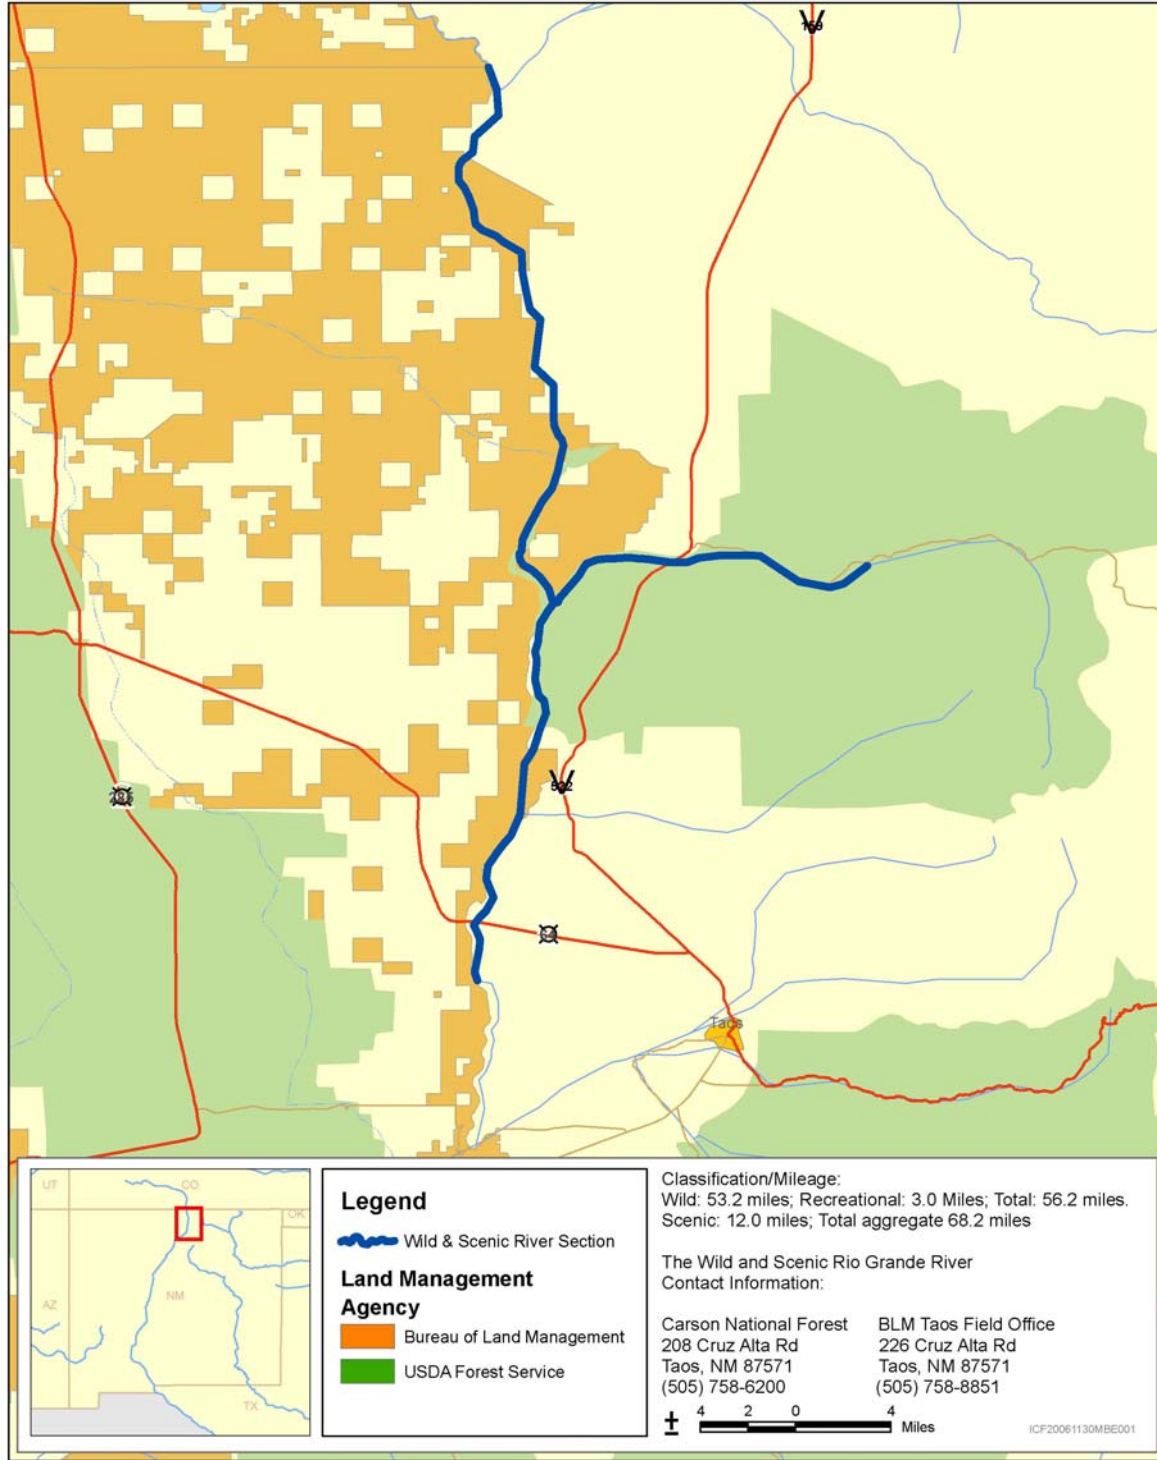 159
522
64
Taos
UT
CO
OK
AZ
NM
TX
Legend
Wild & Scenic River Section
Land Management
Agency
Bureau of Land Management
USDA Forest Service
Classification/Mileage:
Wild: 53.2 miles; Recreational: 3.0 Miles; Total: 56.2 miles.
Scenic: 12.0 miles; Total aggregate 68.2 miles
The Wild and Scenic Rio Grande River
Contact Information:
Carson National Forest
208 Cruz Alta Rd
Taos, NM 87571
(505) 758-6200
BLM Taos Field Office
226 Cruz Alta Rd
Taos, NM 87571
(505) 758-8851
4 2 0 4
Miles
ICF20061130MBE001